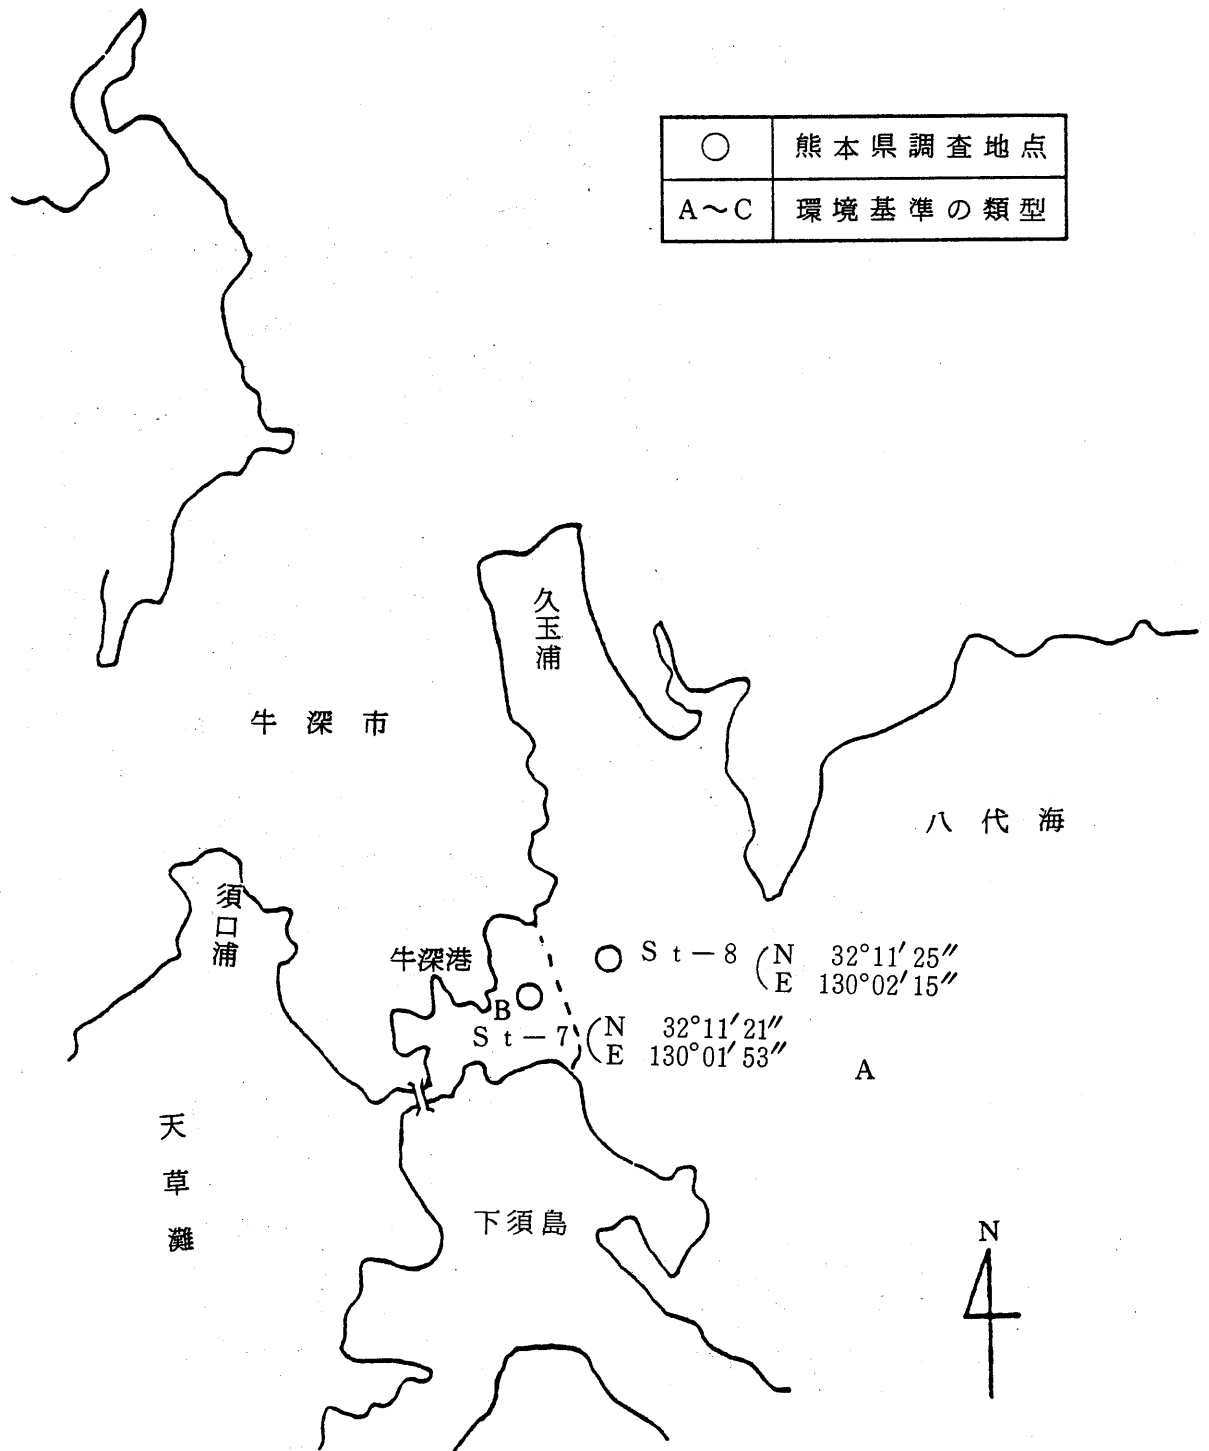 ○ 熊本県調査地点
A～C 環境基準の類型
久玉浦
牛深市
八代海
須口浦
牛深港
St－8 (N 32°11′25″
E 130°02′15″
B
St－7 (N 32°11′21″
E 130°01′53″
A
天草灘
下須島
N